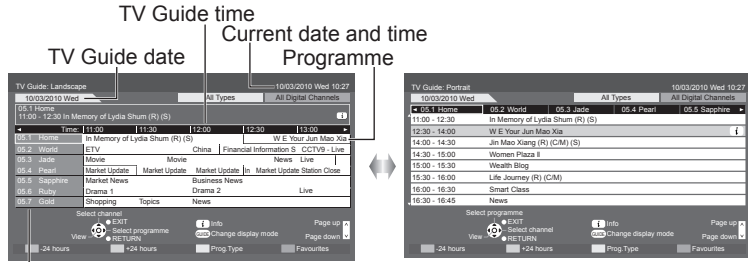 TV Guide time
Current date and time
TV Guide date
Programme
TV Guide: Landscape
10/03/2010 Wed 10:27
10/03/2010 Wed
All Types
All Digital Channels
05.1 Home
11:00 - 12:30 In Memory of Lydia Shum (R) (S)
i
Time: 11:00 11:30 12:00 12:30 13:00
05.1 Home In Memory of Lydia Shum (R) (S) W E Your Jun Mao Xia
05.2 World ETV China Financial Information S CCTV9 - Live
05.3 Jade Movie Movie News Live
05.4 Pearl Market Update Market Update Market Update In Market Update Station Close
05.5 Sapphire Market News Business News
05.6 Ruby Drama 1 Drama 2 Live
05.7 Gold Shopping Topics News
Select channel
EXIT
Select programme
View
RETURN
i Info
GUIDE Change display mode
Page up
Page down
-24 hours +24 hours Prog.Type Favourites
TV Guide: Portrait
10/03/2010 Wed 10:27
10/03/2010 Wed
All Types
All Digital Channels
05.1 Home 05.2 World 05.3 Jade 05.4 Pearl 05.5 Sapphire
11:00 - 12:30 In Memory of Lydia Shum (R) (S)
12:30 - 14:00 W E Your Jun Mao Xia i
14:00 - 14:30 Jin Mao Xiang (R) (C/M) (S)
14:30 - 15:00 Women Plaza II
15:00 - 15:30 Wealth Blog
15:30 - 16:00 Life Journey (R) (C/M)
16:00 - 16:30 Smart Class
16:30 - 16:45 News
Select programme
EXIT
Select channel
View
RETURN
i Info
GUIDE Change display mode
Page up
Page down
-24 hours +24 hours Prog.Type Favourites